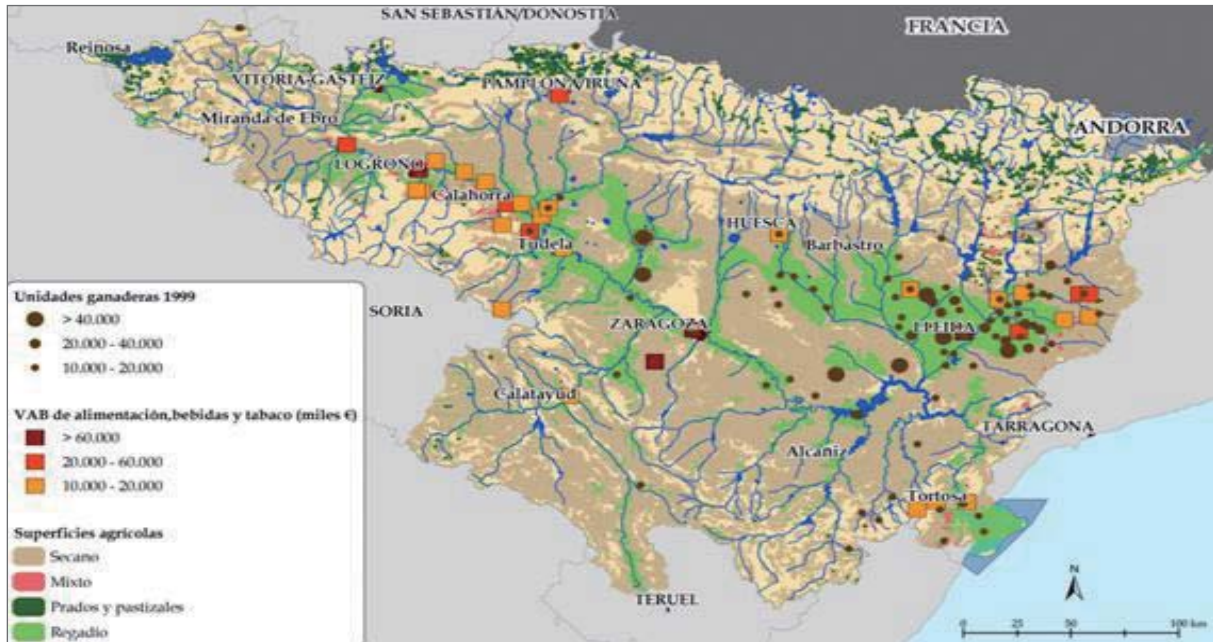 SAN SEBASTIÁN/DONOSTIA
FRANCIA
Reinosa
VITORIA-GASTEIZ
PAMPLONA/IRUÑA
Miranda de Ebro
ANDORRA
LOGROÑO
Calahorra
HUESCA
Barbastro
Tudela
Unidades ganaderas 1999
> 40.000
20.000 - 40.000
10.000 - 20.000
SORIA
ZARAGOZA
LLEIDA
Calatayud
VAB de alimentación,bebidas y tabaco (miles €)
> 60.000
20.000 - 60.000
10.000 - 20.000
TARRAGONA
Alcañiz
Tortosa
Superficies agrícolas
Secano
Mixto
Prados y pastizales
Regadío
TERUEL
N
0 25 50 100 km